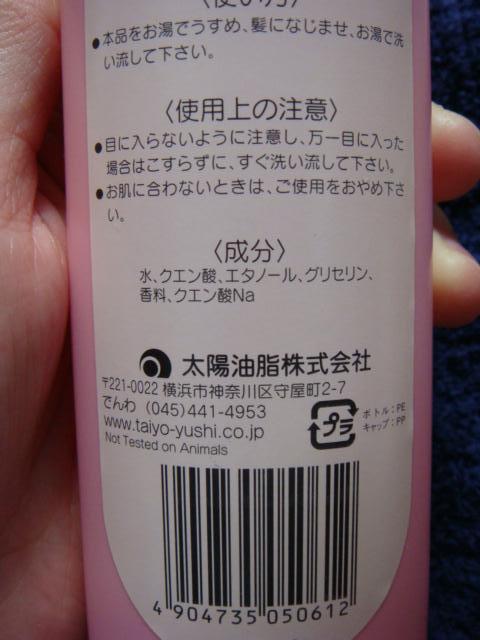 〈使い方〉
●本品をお湯でうすめ、髪になじませ、お湯で洗
い流して下さい。
〈使用上の注意〉
●目に入らないように注意し、万一目に入った
場合はこすらずに、すぐ洗い流して下さい。
●お肌に合わないときは、ご使用をおやめ下さ
い。
〈成分〉
水、クエン酸、エタノール、グリセリン、
香料、クエン酸Na
太陽油脂株式会社
〒221-0022 横浜市神奈川区守屋町2-7
でんわ (045)441-4953
www.taiyo-yushi.co.jp
Not Tested on Animals
プラ
ボトル:PE
キャップ:PP
4 904735 050612